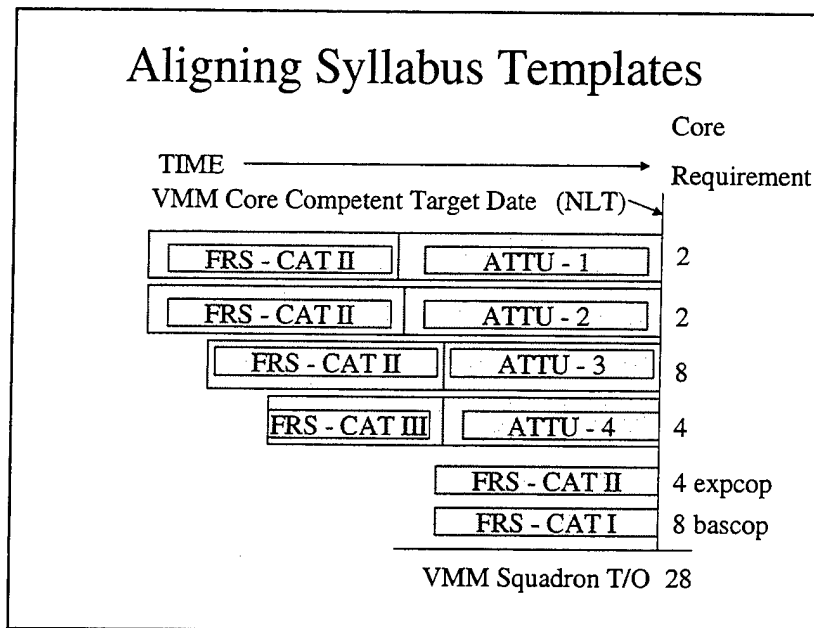 Aligning Syllabus Templates
Core
TIME
Requirement
VMM Core Competent Target Date (NLT)
FRS - CAT II ATTU - 1 2
FRS - CAT II ATTU - 2 2
FRS - CAT II ATTU - 3 8
FRS - CAT III ATTU - 4 4
FRS - CAT II 4 expcop
FRS - CAT I 8 bascop
VMM Squadron T/O 28